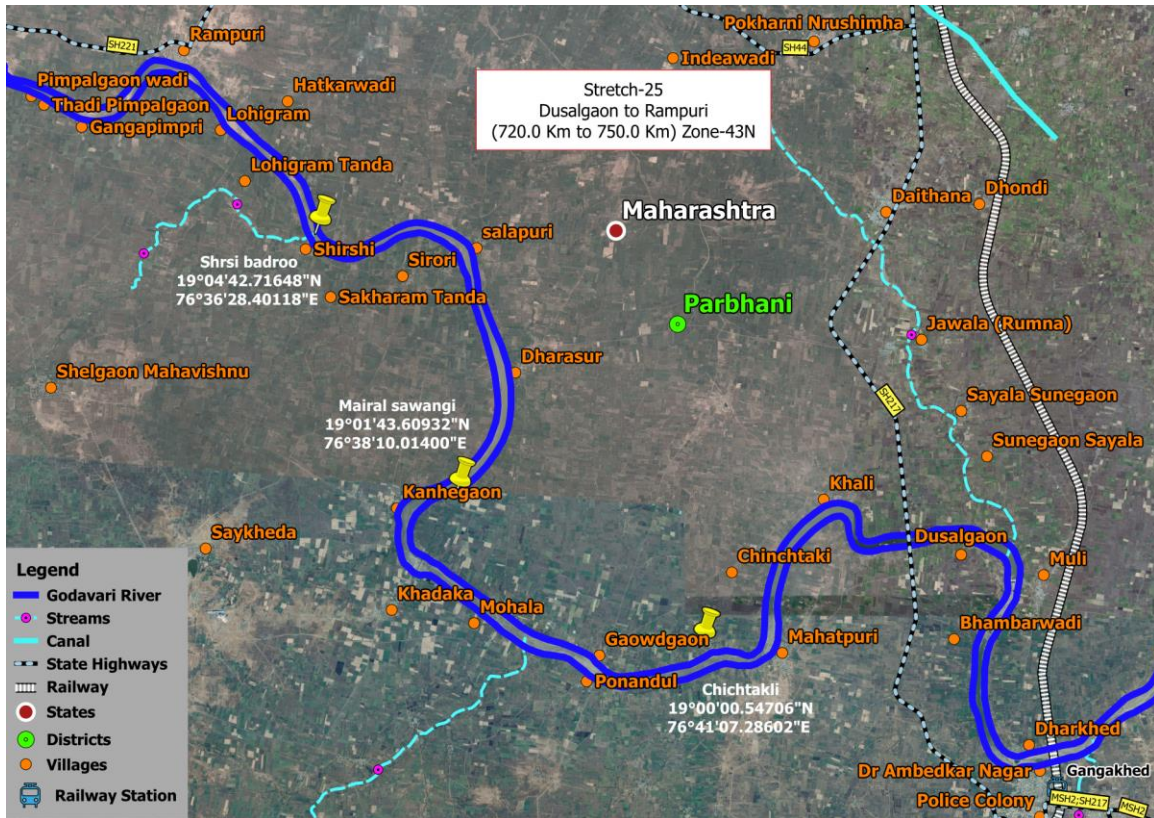 Rampuri
Pokharni Nrushimha
SH221
SH44
Indeawadi
Pimpalgaon wadi
Hatkarwadi
Thadi Pimpalgaon
Lohigram
Gangapimpri
Stretch-25
Dusalgaon to Rampuri
(720.0 Km to 750.0 Km) Zone-43N
Lohigram Tanda
Daithana
Dhondi
Maharashtra
Shirshi
salapuri
Shrsi badroo
19°04'42.71648"N
76°36'28.40118"E
Sirori
Sakharam Tanda
Parbhani
Jawala (Rumna)
Shelgaon Mahavishnu
Dharasur
Mairal sawangi
19°01'43.60932"N
76°38'10.01400"E
SH217
Sayala Sunegaon
Sunegaon Sayala
Kanhegaon
Khali
Saykheda
Chinchtaki
Dusalgaon
Muli
Khadaka
Mohala
Gaowdgaon
Mahatpuri
Bhambarwadi
Ponandul
Chichtakli
19°00'00.54706"N
76°41'07.28602"E
Dharkhed
Dr Ambedkar Nagar
Gangakhed
Police Colony
MSH2;SH217
MSH2
Legend
Godavari River
Streams
Canal
State Highways
Railway
States
Districts
Villages
Railway Station